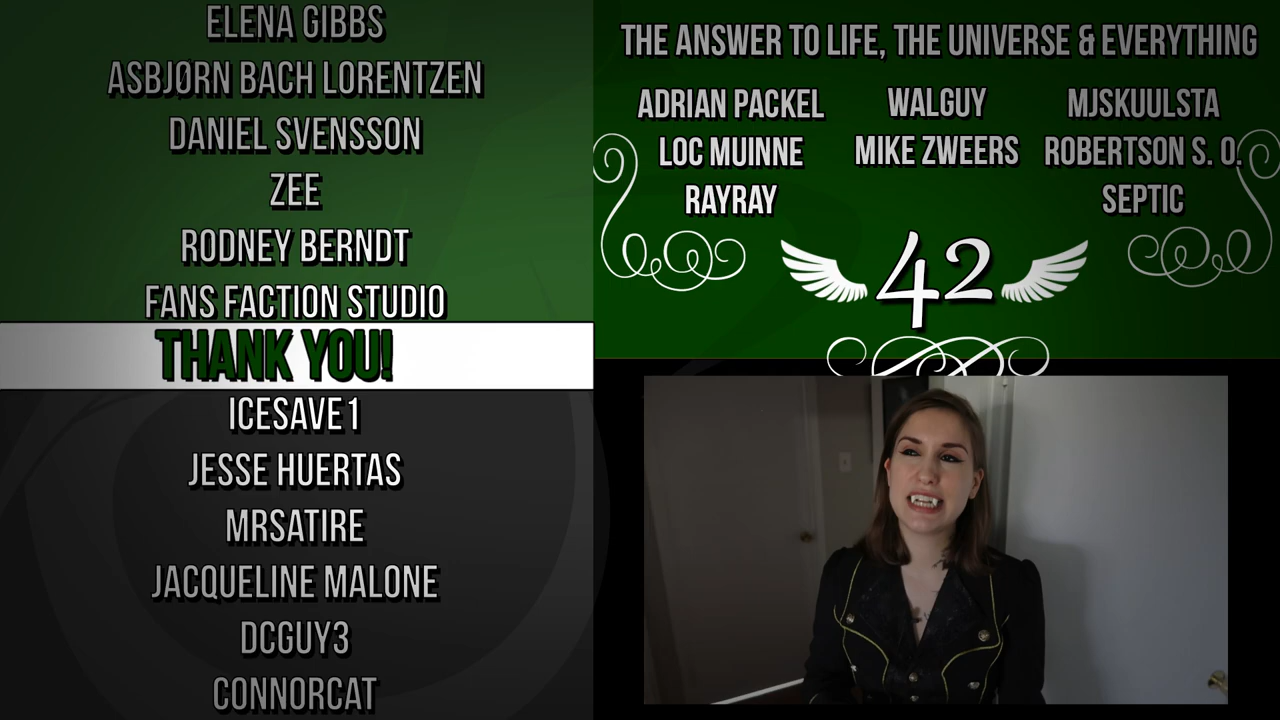 ELENA GIBBS
ASBJØRN BACH LORENTZEN
DANIEL SVENSSON
ZEE
RODNEY BERNDT
FANS FACTION STUDIO
THANK YOU!
ICESAVE1
JESSE HUERTAS
MRSATIRE
JACQUELINE MALONE
DCGUY3
CONNORCAT
THE ANSWER TO LIFE, THE UNIVERSE & EVERYTHING
ADRIAN PACKEL WALGUY MJSKUULSTA
LOC MUINNE MIKE ZWEERS ROBERTSON S. O.
RAYRAY SEPTIC
42